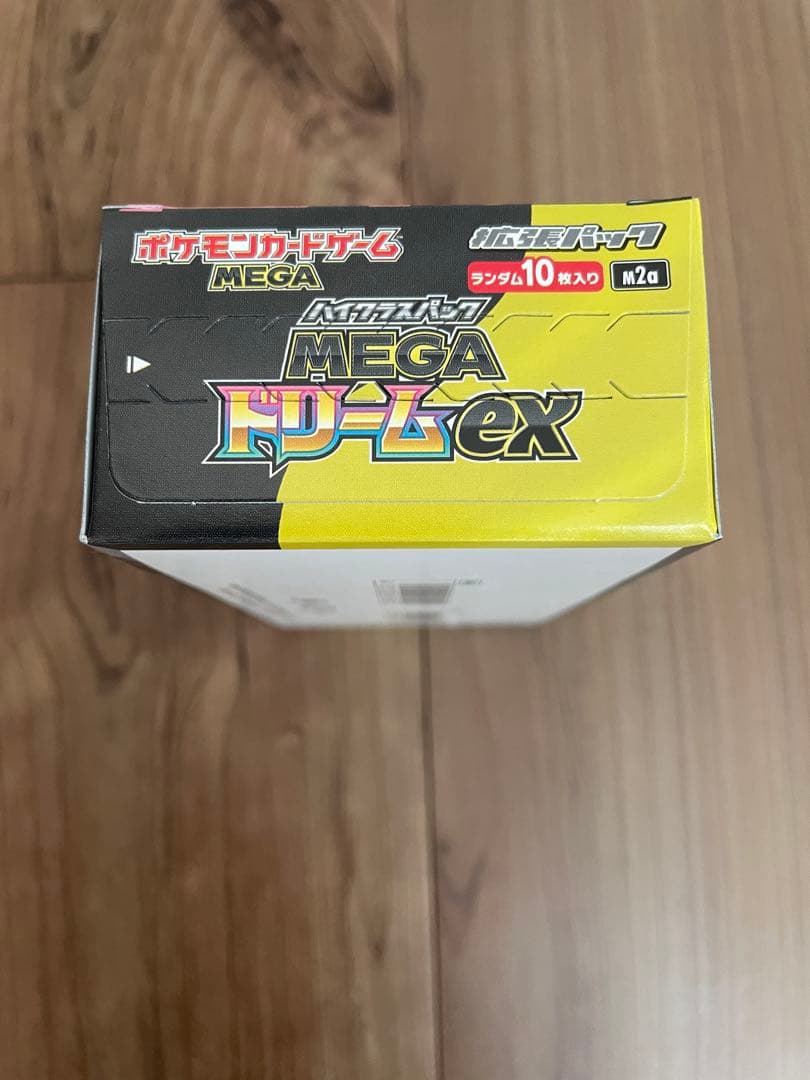 ポケモンカードゲーム
MEGA
拡張パック
ランダム10枚入り M2a
ハイクラスパック
MEGA
ドリームex